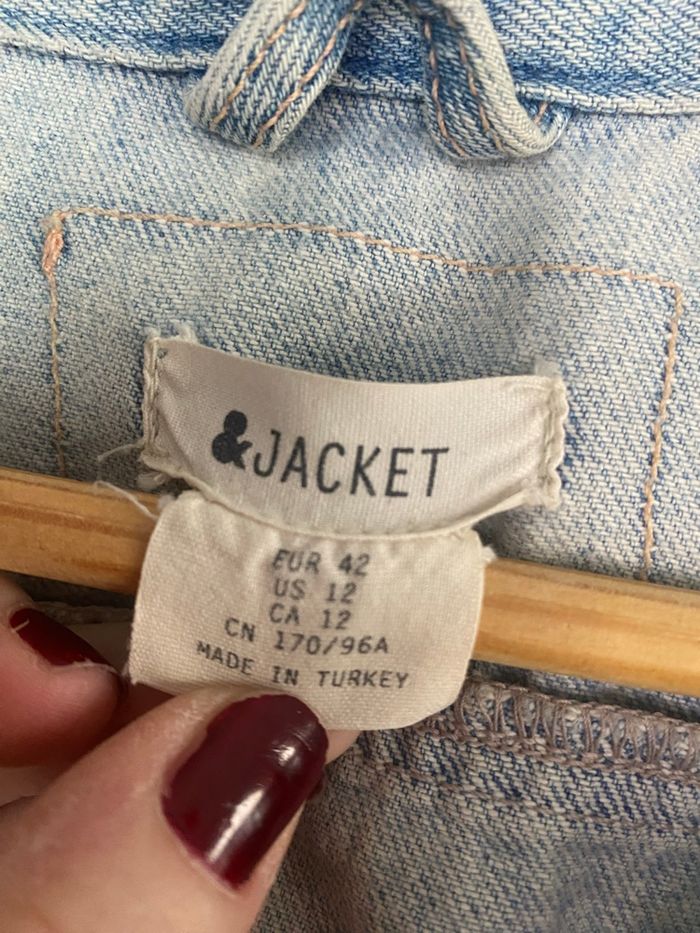 &JACKET
EUR 42
US 12
CA 12
CN 170/96A
MADE IN TURKEY